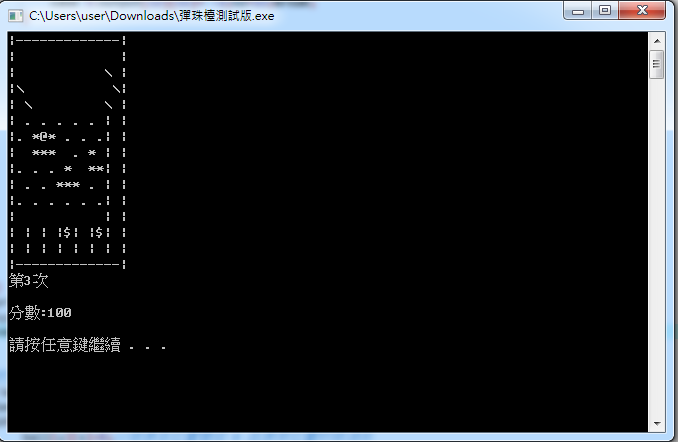 C:\Users\user\Downloads\彈珠檯測試版.exe
¦-------------¦
¦             ¦
¦           \ ¦
¦\           \¦
¦ \         \ ¦
¦ . . . . . ¦ ¦
¦. *@* . . .¦ ¦
¦  ***  . * ¦ ¦
¦. . . *  **¦ ¦
¦ . . *** . ¦ ¦
¦. . . . . .¦ ¦
¦           ¦ ¦
¦ ¦ ¦ ¦$¦ ¦$¦ ¦
¦ ¦ ¦ ¦ ¦ ¦ ¦ ¦
¦-------------¦
第3次
分數:100
請按任意鍵繼續 . . .